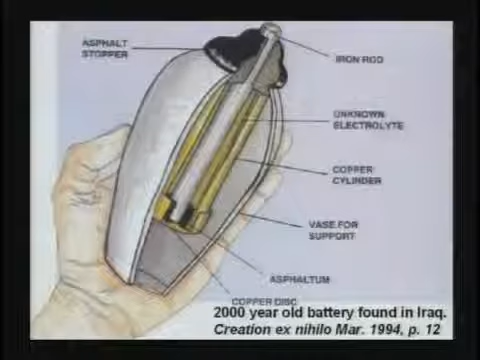 ASPHALT
STOPPER
IRON ROD
UNKNOWN
ELECTROLYTE
COPPER
CYLINDER
VASE FOR
SUPPORT
ASPHALTUM
COPPER DISC
2000 year old battery found in Iraq.
Creation ex nihilo Mar. 1994, p. 12